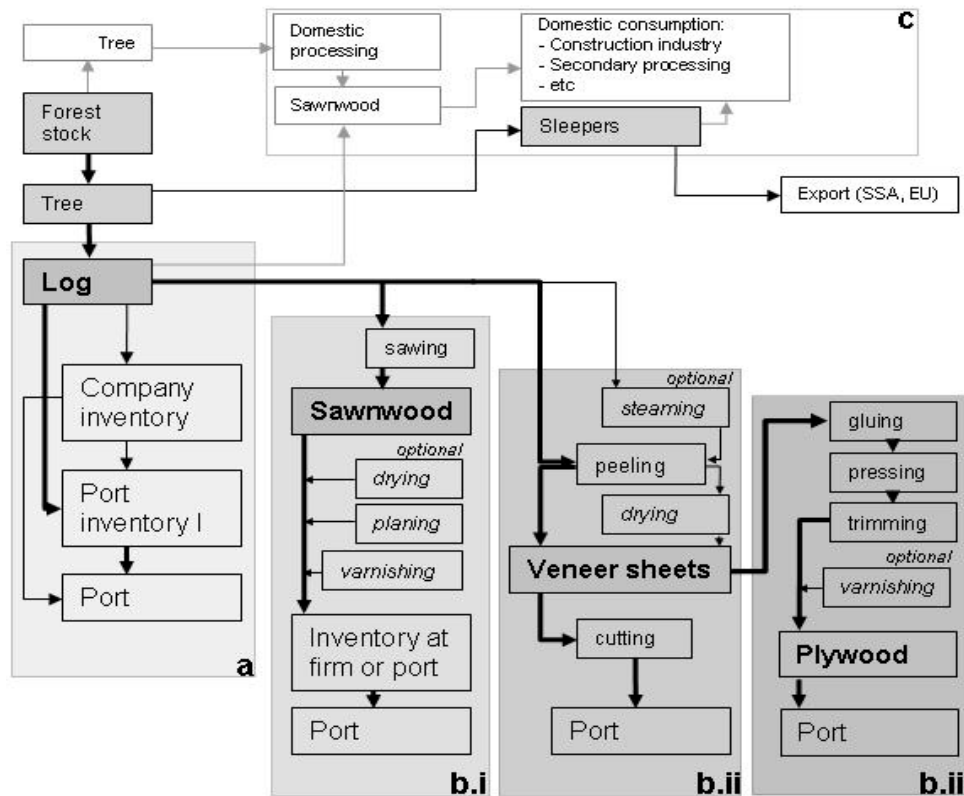 Tree
Domestic
processing
Domestic consumption:
- Construction industry
- Secondary processing
- etc
c
Sawnwood
Forest
stock
Sleepers
Tree
Export (SSA, EU)
Log
sawing
Company
inventory
Sawnwood
optional
drying
planing
varnishing
Port
inventory I
Port
a
Inventory at
firm or port
Port
b.i
optional
steaming
peeling
drying
Veneer sheets
cutting
Port
b.ii
gluing
pressing
trimming
optional
varnishing
Plywood
Port
b.ii